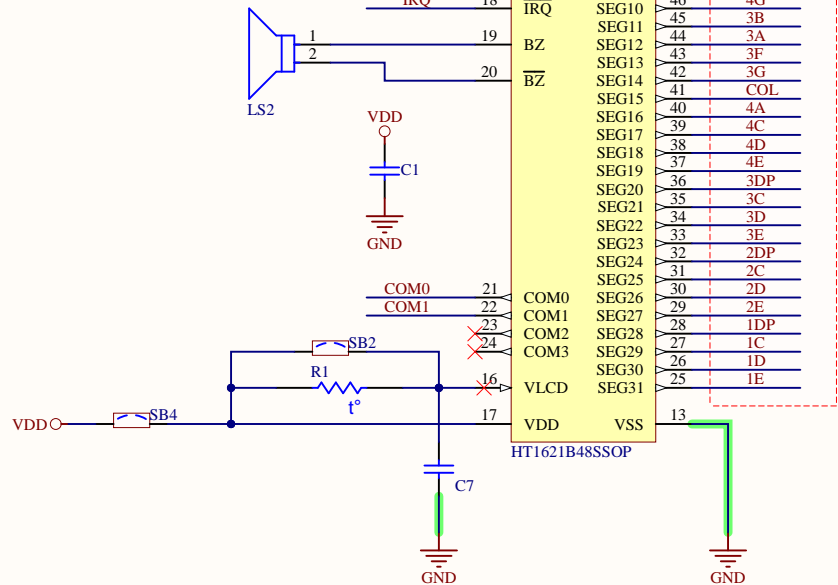 IRQ 18 IRQ SEG10 46 4G
SEG11 45 3B
1 19 BZ SEG12 44 3A
2 SEG13 43 3F
20 BZ SEG14 42 3G
LS2 SEG15 41 COL
VDD SEG16 40 4A
SEG17 39 4C
SEG18 38 4D
C1 SEG19 37 4E
SEG20 36 3DP
SEG21 35 3C
GND SEG22 34 3D
SEG23 33 3E
SEG24 32 2DP
SEG25 31 2C
COM0 21 COM0 SEG26 30 2D
COM1 22 COM1 SEG27 29 2E
23 COM2 SEG28 28 1DP
SB2 24 COM3 SEG29 27 1C
R1 SEG30 26 1D
t° 16 VLCD SEG31 25 1E
VDD SB4 17 VDD VSS 13
HT1621B48SSOP
C7
GND GND